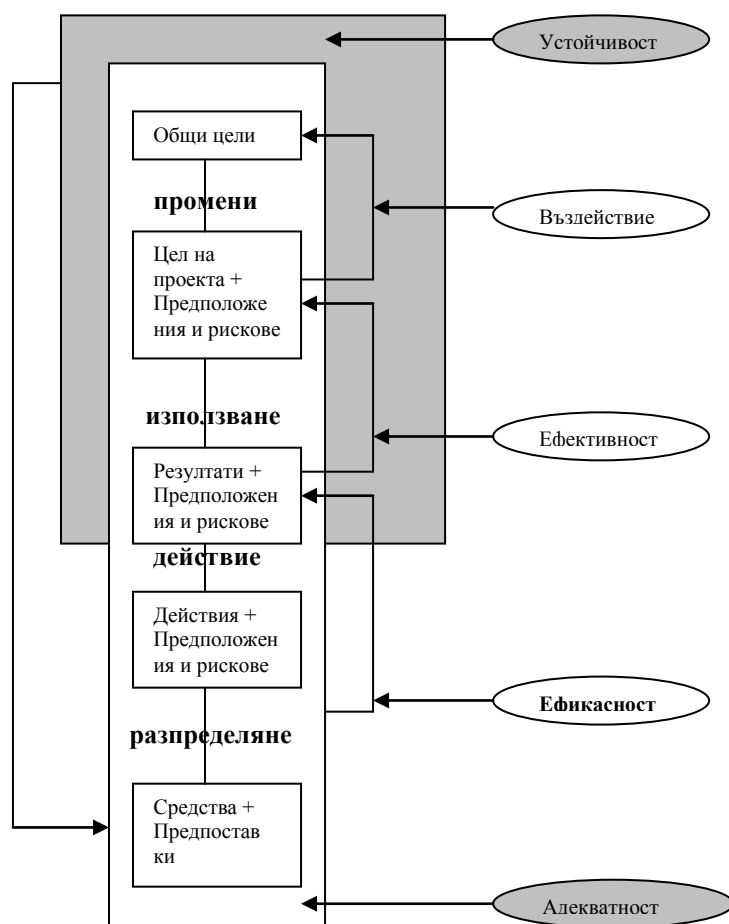 Устойчивост
Общи цели
промени
Въздействие
Цел на
проекта +
Предположе
ния и рискове
използване
Ефективност
Резултати +
Предположен
ия и рискове
действие
Действия +
Предположен
ия и рискове
Ефикасност
разпределяне
Средства +
Предпостав
ки
Адекватност